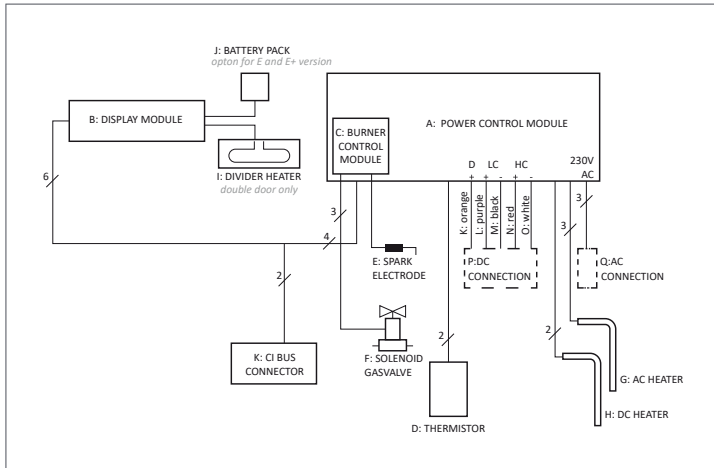 J: BATTERY PACK
opton for E and E+ version
B: DISPLAY MODULE
A: POWER CONTROL MODULE
C: BURNER
CONTROL
MODULE
I: DIVIDER HEATER
double door only
D LC HC
+ + - + -
230V
AC
K: orange
L: purple
M: black
N: red
O: white
6
3
4
3
3
2
E: SPARK
ELECTRODE
P:DC
CONNECTION
Q:AC
CONNECTION
K: CI BUS
CONNECTOR
F: SOLENOID
GASVALVE
2
2
G: AC HEATER
H: DC HEATER
D: THERMISTOR